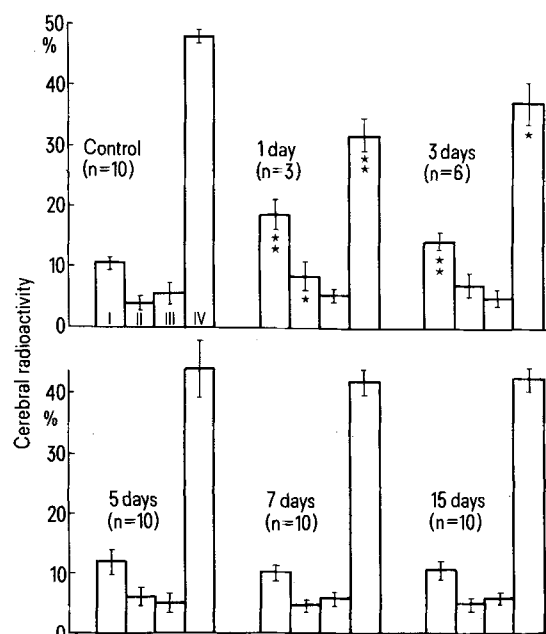 50
%
40
30
20
10
0
Control
(n=10)
1 day
(n=3)
3 days
(n=6)
I II III IV
★
★
★
★
★
★
★
★
Cerebral radioactivity
40
%
30
20
10
0
5 days
(n=10)
7 days
(n=10)
15 days
(n=10)